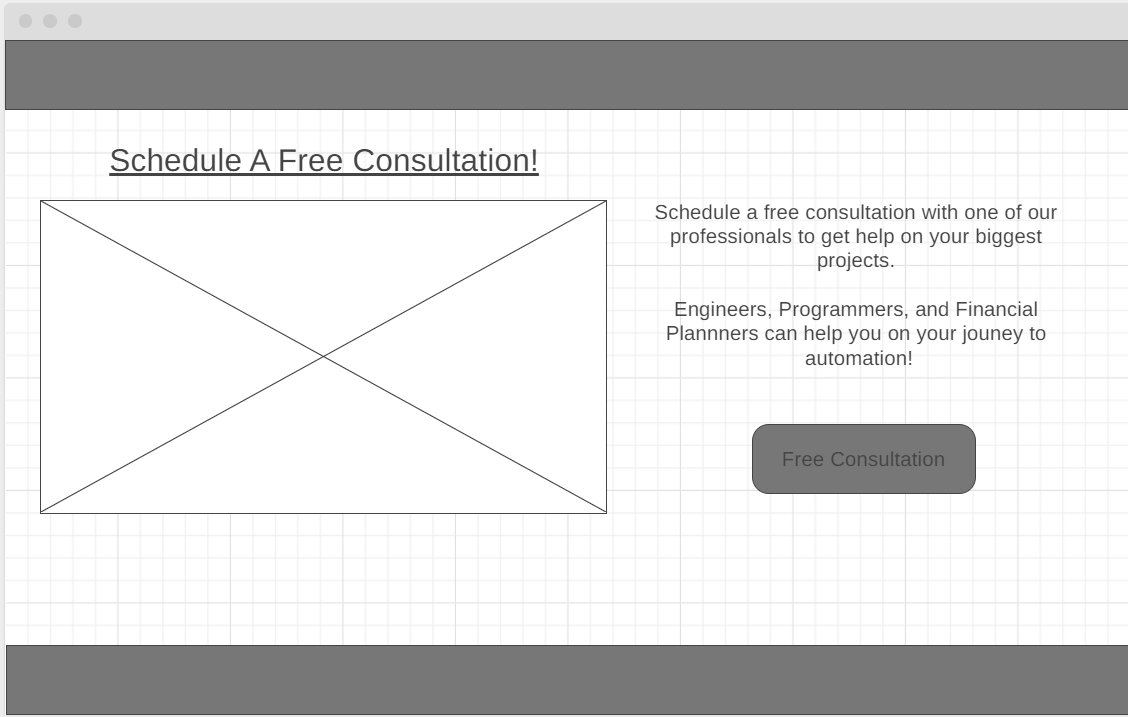 Schedule A Free Consultation!
Schedule a free consultation with one of our
professionals to get help on your biggest
projects.
Engineers, Programmers, and Financial
Plannners can help you on your jouney to
automation!
Free Consultation